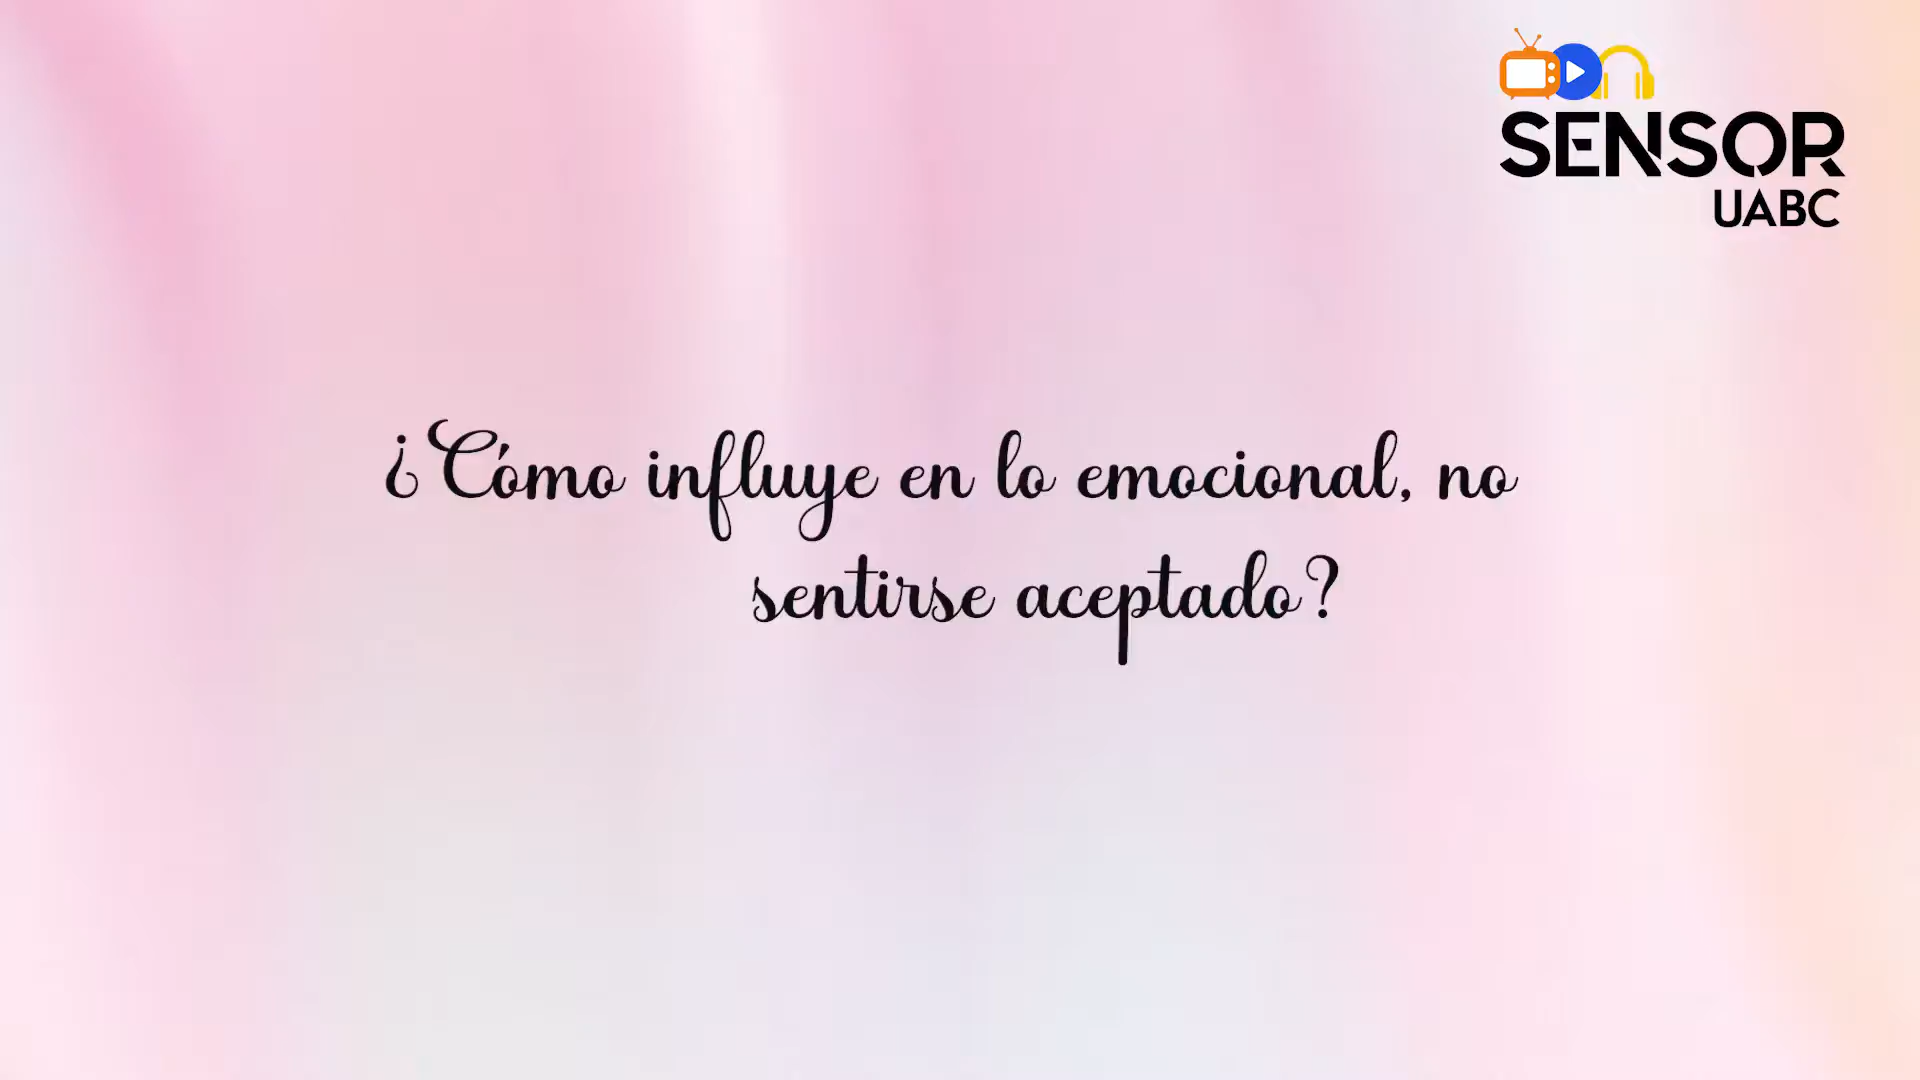 SENSOR
UABC
¿Cómo influye en lo emocional, no
sentirse aceptado?